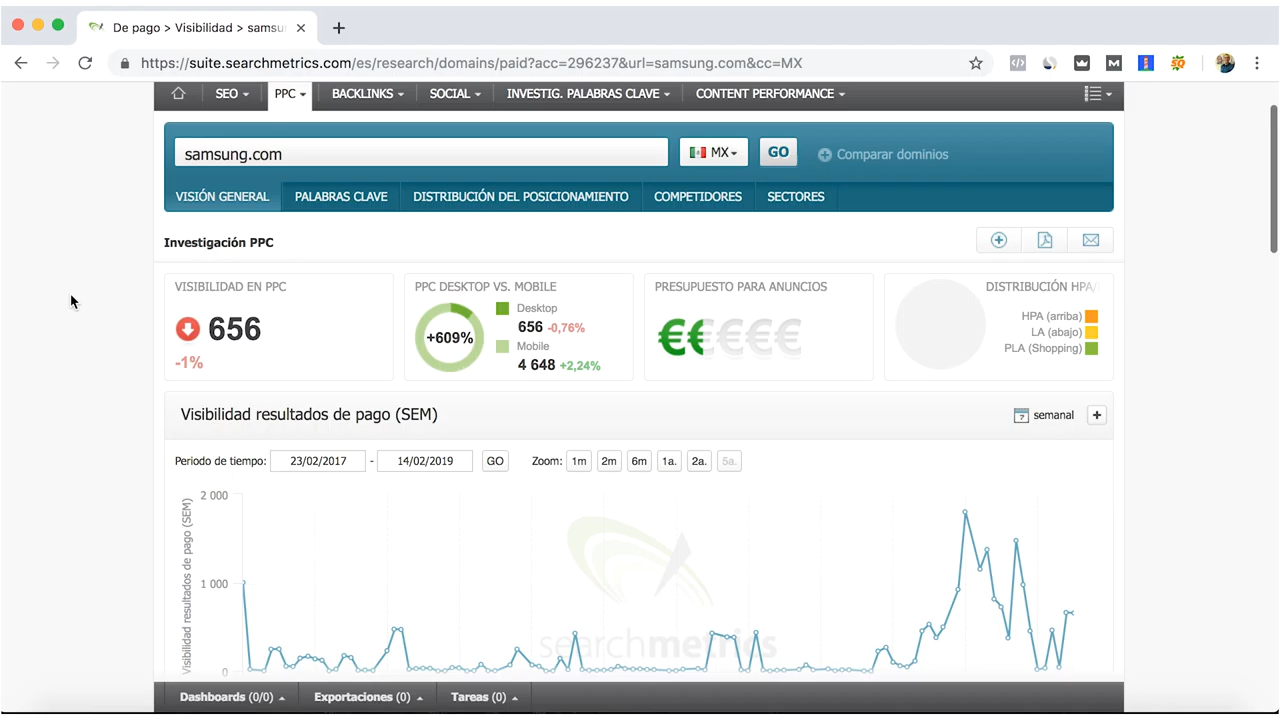 De pago > Visibilidad > samsu
https://suite.searchmetrics.com/es/research/domains/paid?acc=296237&url=samsung.com&cc=MX
SEO PPC BACKLINKS SOCIAL INVESTIG. PALABRAS CLAVE CONTENT PERFORMANCE
samsung.com MX GO Comparar dominios
VISIÓN GENERAL PALABRAS CLAVE DISTRIBUCIÓN DEL POSICIONAMIENTO COMPETIDORES SECTORES
Investigación PPC
VISIBILIDAD EN PPC
656
-1%
PPC DESKTOP VS. MOBILE
+609%
Desktop
656 -0,76%
Mobile
4 648 +2,24%
PRESUPUESTO PARA ANUNCIOS
€€€€€€
DISTRIBUCIÓN HPA/
HPA (arriba)
LA (abajo)
PLA (Shopping)
Visibilidad resultados de pago (SEM)
7 semanal +
Periodo de tiempo: 23/02/2017 - 14/02/2019 GO Zoom: 1m 2m 6m 1a. 2a. 5a.
Visibilidad resultados de pago (SEM)
2 000
1 000
0
searchmetrics
Dashboards (0/0) Exportaciones (0) Tareas (0)